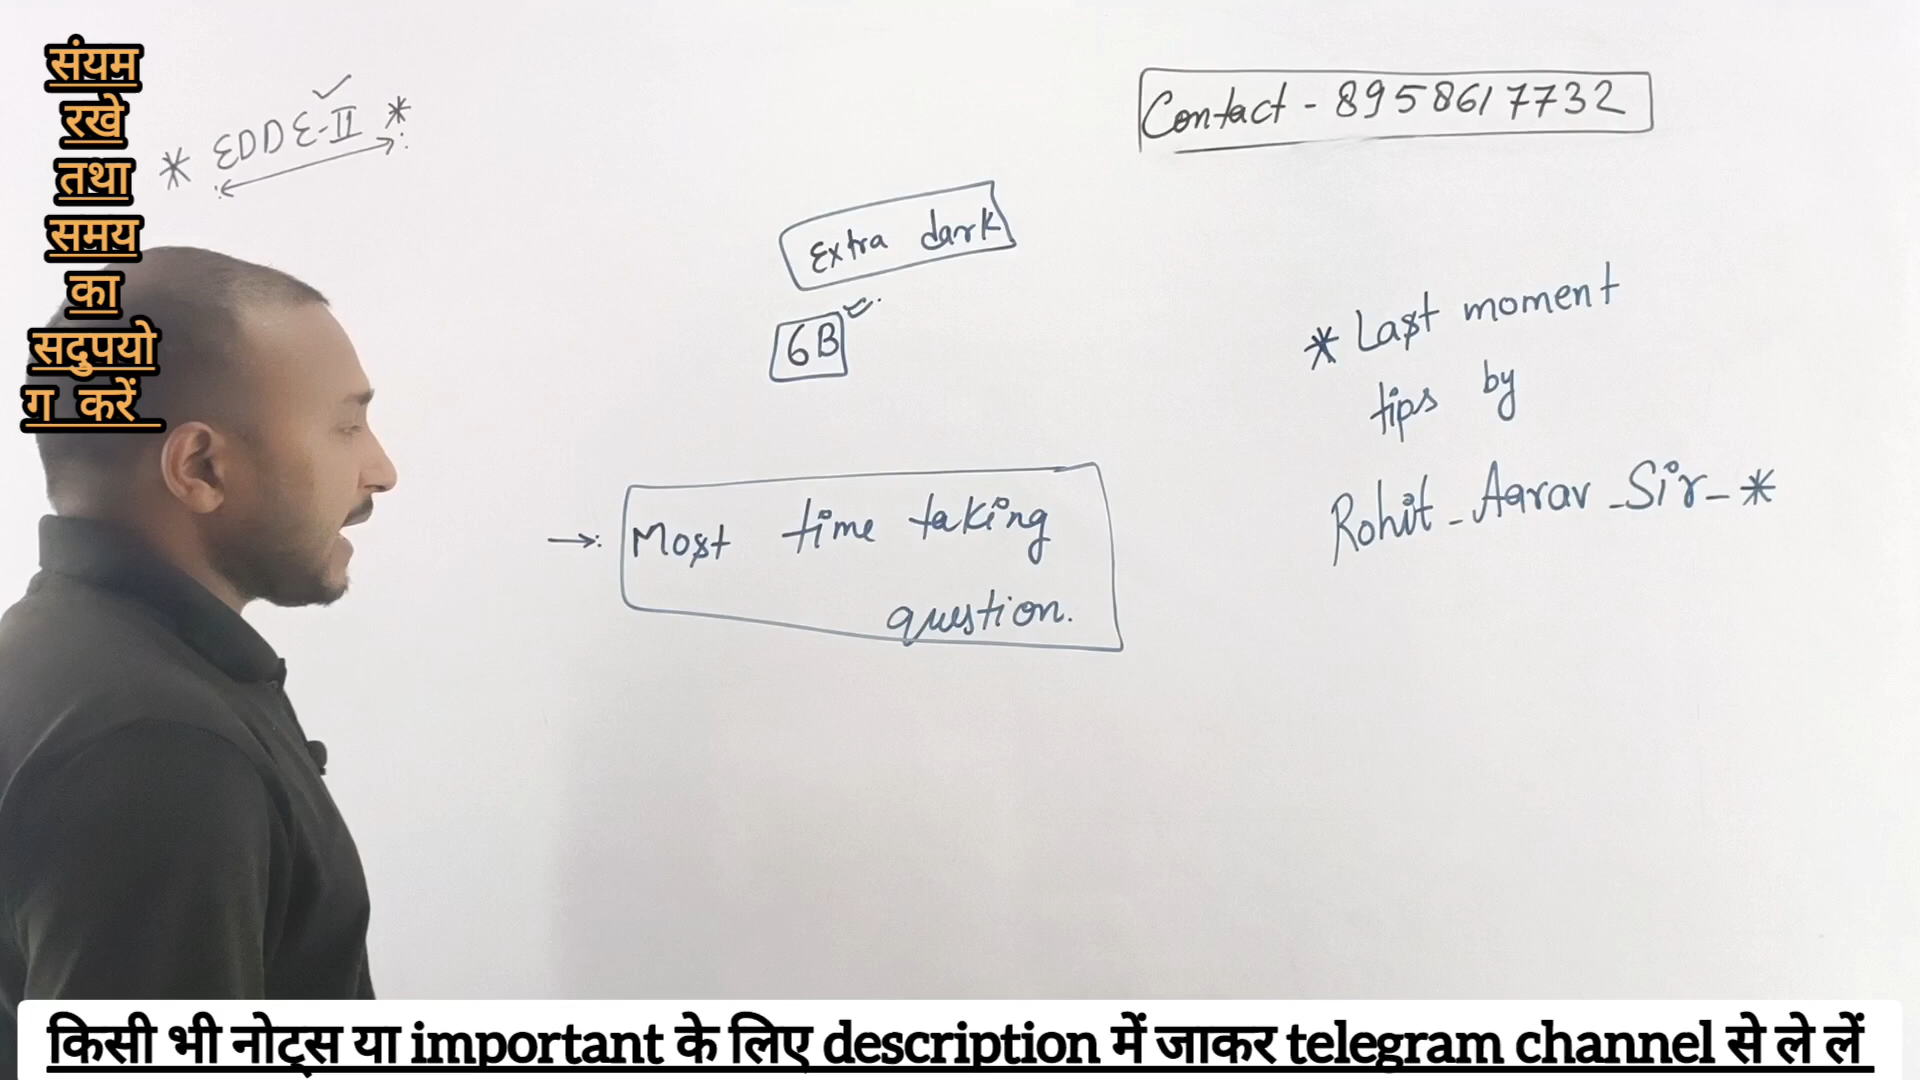 संयम
रखे
तथा
समय
का
सदुपयो
ग करें
* EDDE-II *
Contact - 8958617732
Extra dark
6B
* Last moment
tips by
Rohit - Aarav - Sir - *
→ Most time taking
question.
किसी भी नोट्स या important के लिए description में जाकर telegram channel से ले लें